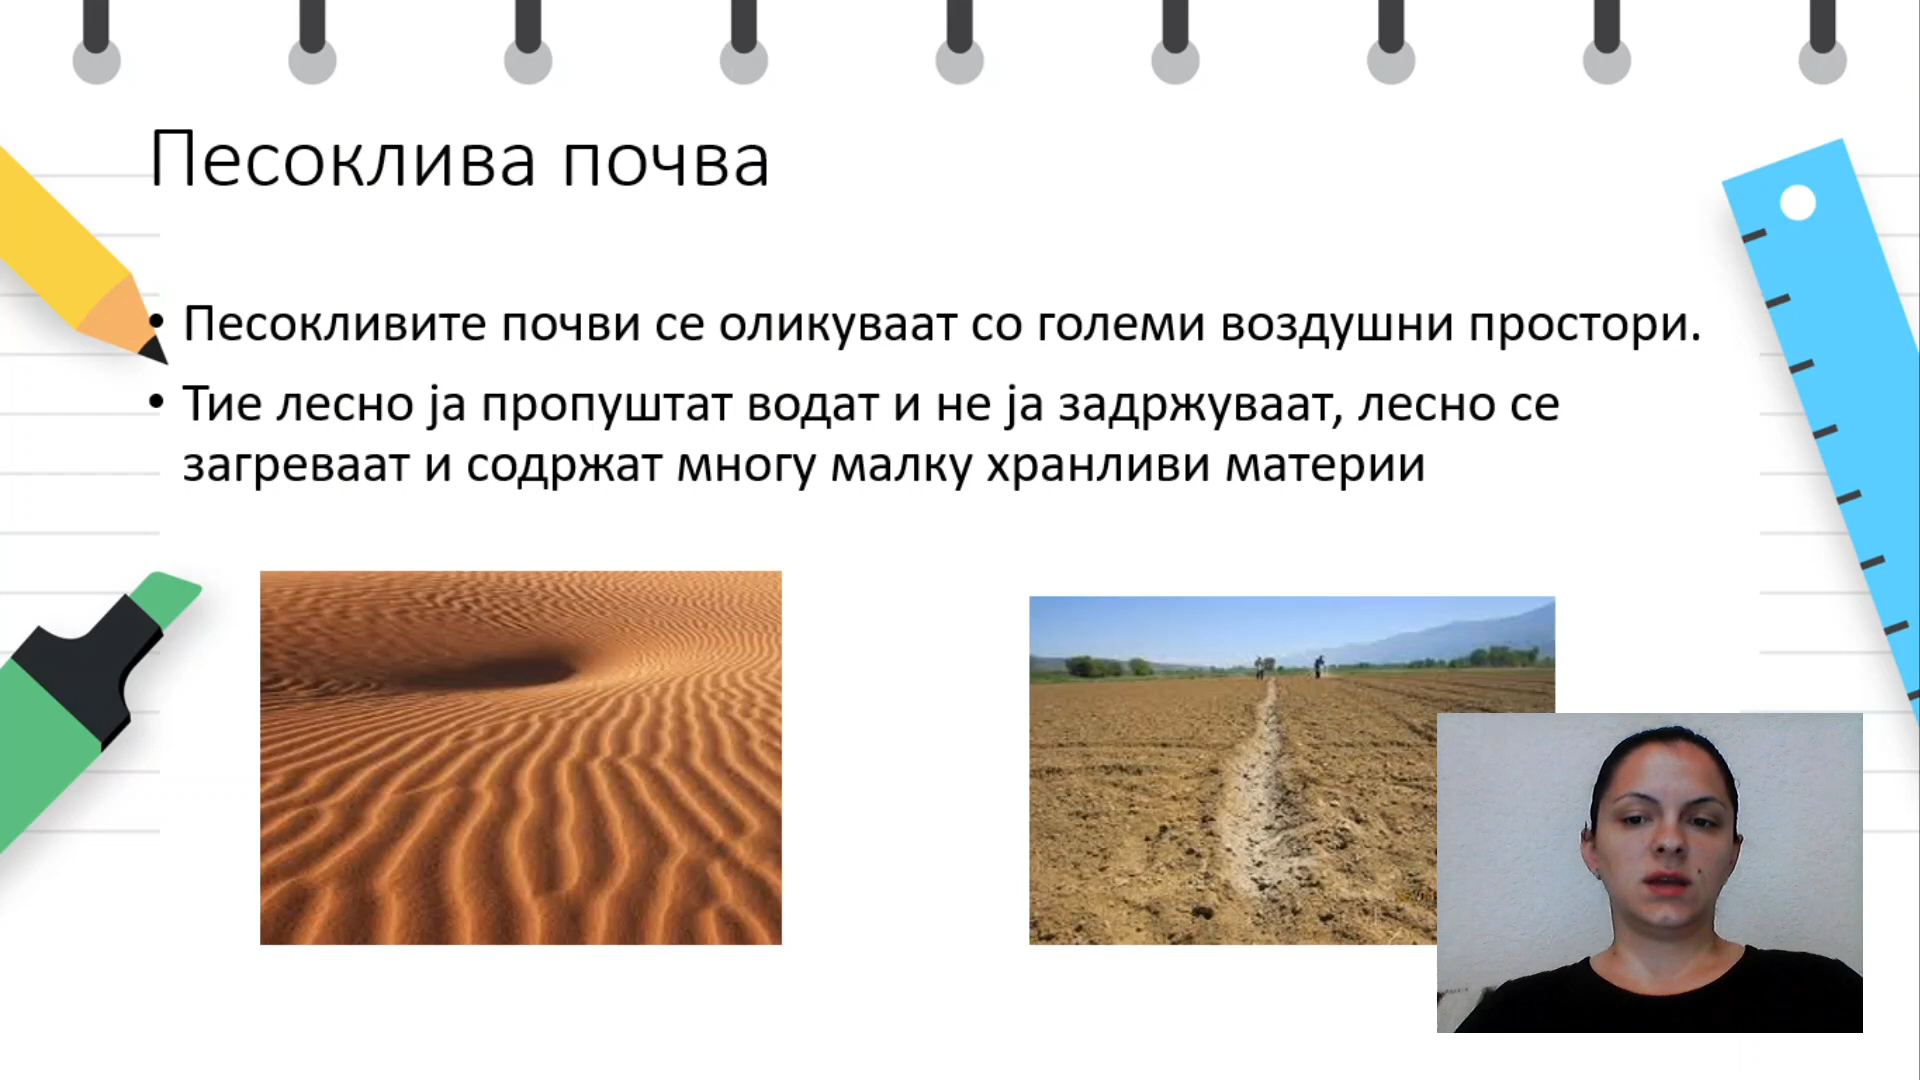 Песоклива почва
• Песокливите почви се оликуваат со големи воздушни простори.
• Тие лесно ја пропуштат водат и не ја задржуваат, лесно се
загреваат и содржат многу малку хранливи материи